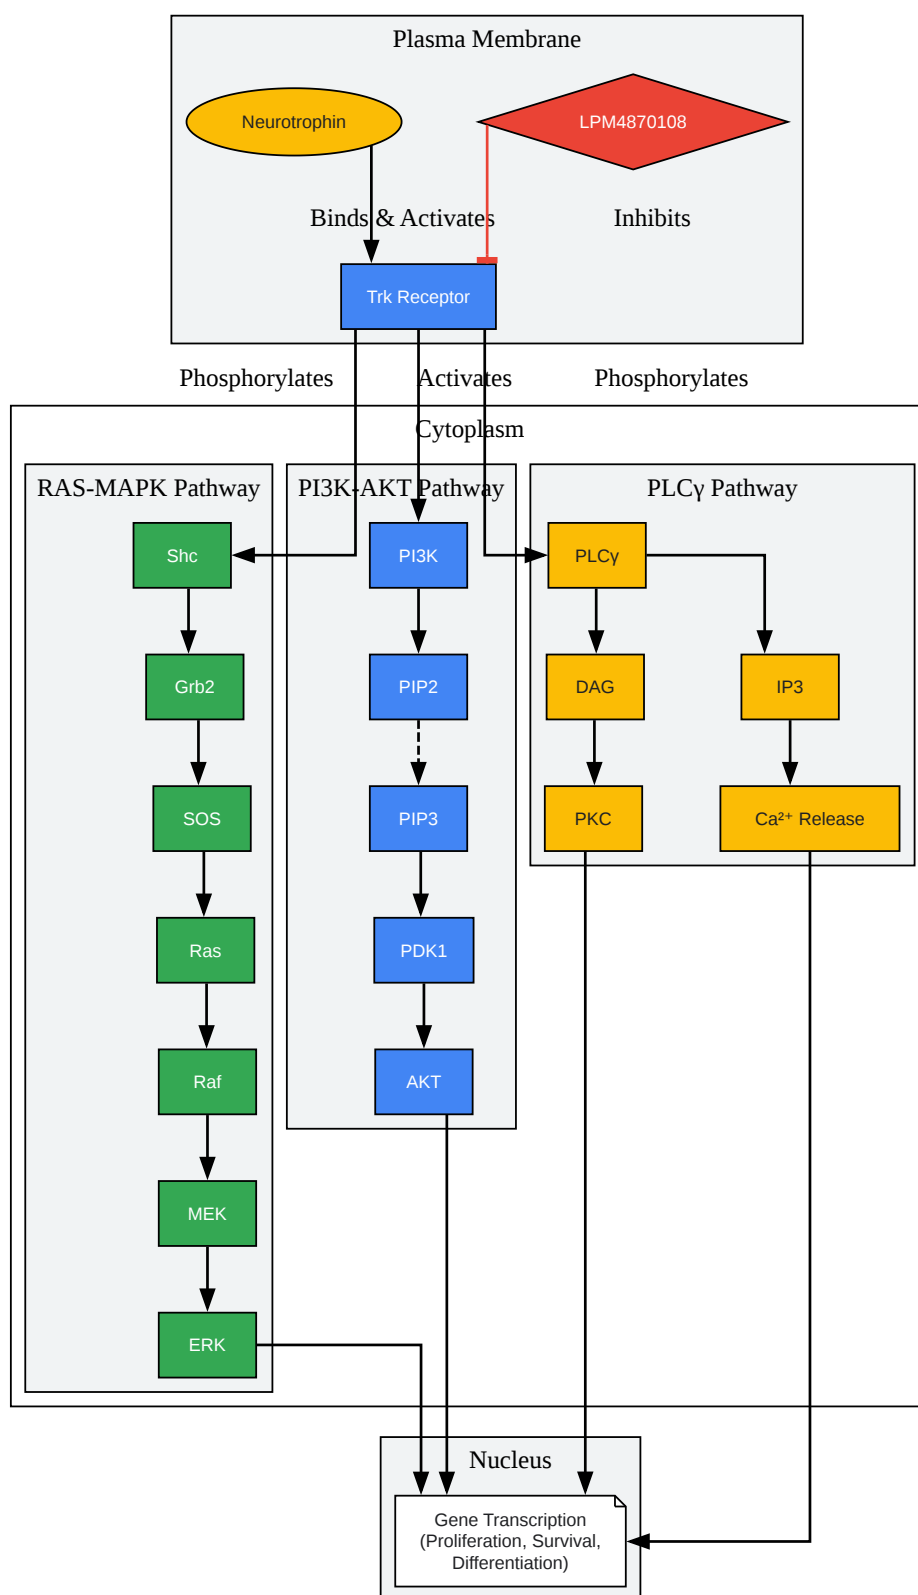 Plasma Membrane
Neurotrophin
LPM4870108
Binds & Activates
Inhibits
Trk Receptor
Phosphorylates
Activates
Phosphorylates
Cytoplasm
RAS-MAPK Pathway
PI3K-AKT Pathway
PLCγ Pathway
Shc
PI3K
PLCγ
Grb2
PIP2
DAG
IP3
SOS
PIP3
PKC
Ca²⁺ Release
Ras
PDK1
Raf
AKT
MEK
ERK
Nucleus
Gene Transcription
(Proliferation, Survival,
Differentiation)